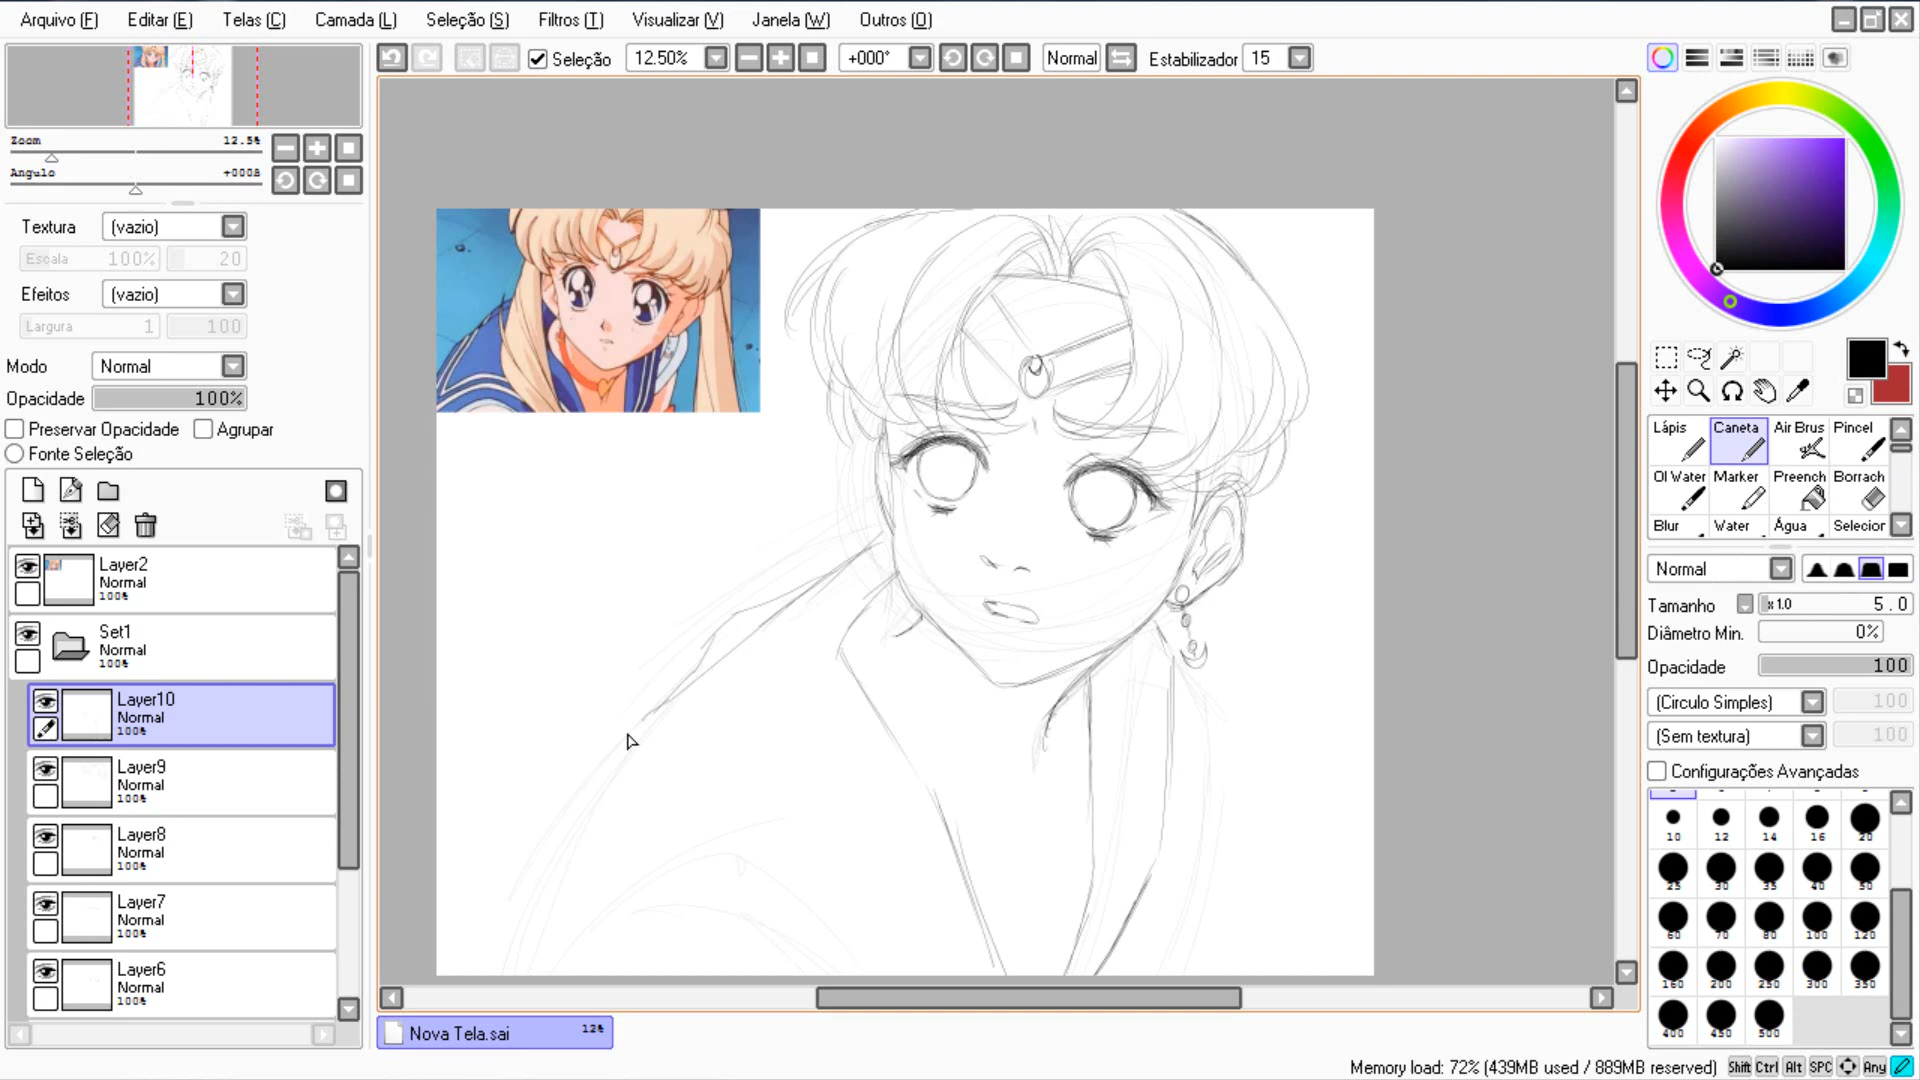 Arquivo (F) Editar (E) Telas (C) Camada (L) Seleção (S) Filtros (T) Visualizar (V) Janela (W) Outros (O)
Seleção 12.50% +000° Normal Estabilizador 15
Zoom 12.5%
Angulo +000å
Textura (vazio)
Escala 100% 20
Efeitos (vazio)
Largura 1 100
Modo Normal
Opacidade 100%
Preservar Opacidade Agrupar
Fonte Seleção
Layer2
Normal
100%
Set1
Normal
100%
Layer10
Normal
100%
Layer9
Normal
100%
Layer8
Normal
100%
Layer7
Normal
100%
Layer6
Normal
100%
Nova Tela.sai 12%
Lápis Caneta Air Brus Pincel
Ol Water Marker Preench Borrach
Blur Water Água Selecior
Normal
Tamanho x1.0 5.0
Diâmetro Min. 0%
Opacidade 100
(Circulo Simples) 100
(Sem textura) 100
Configurações Avançadas
10 12 14 16 20
25 30 35 40 50
60 70 80 100 120
160 200 250 300 350
400 450 500
Memory load: 72% (439MB used / 889MB reserved) Shift Ctrl Alt SPC Any